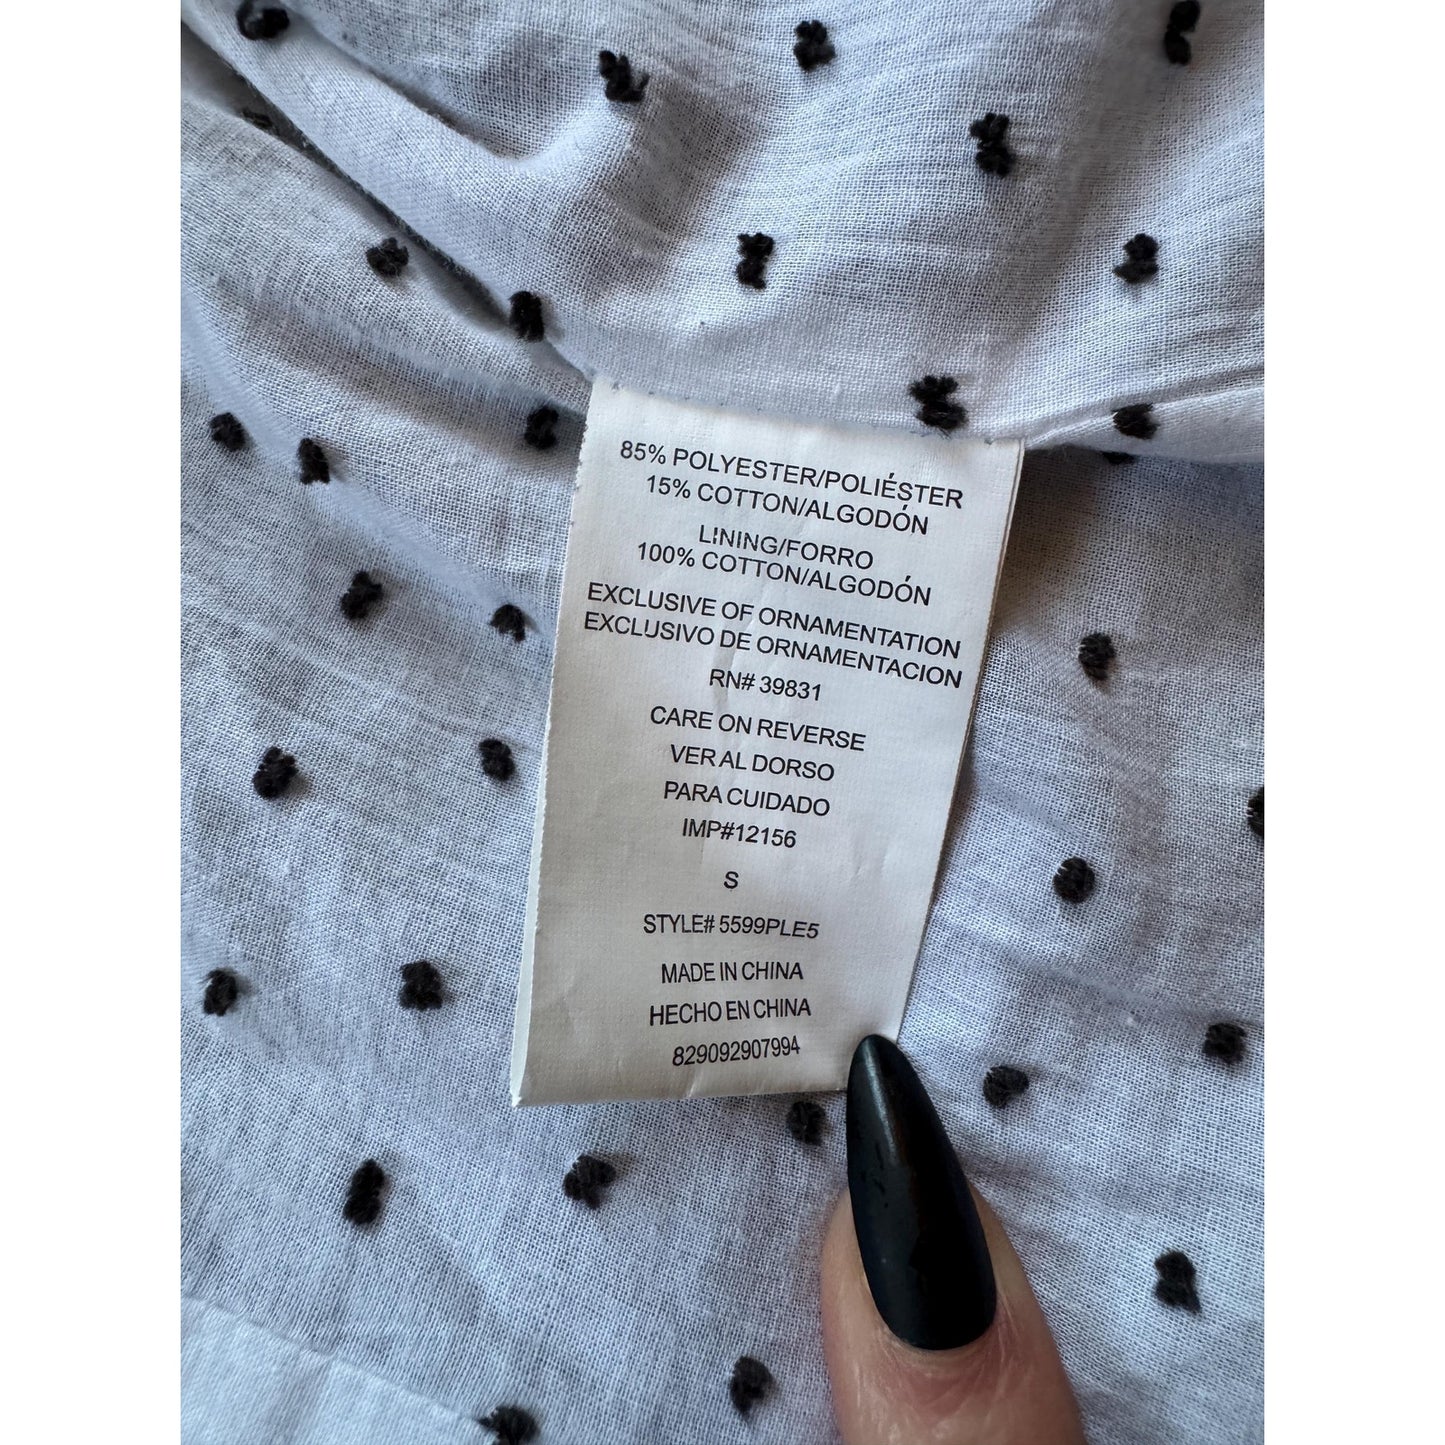 85% POLYESTER/POLIÉSTER
15% COTTON/ALGODÓN
LINING/FORRO
100% COTTON/ALGODÓN
EXCLUSIVE OF ORNAMENTATION
EXCLUSIVO DE ORNAMENTACION
RN# 39831
CARE ON REVERSE
VER AL DORSO
PARA CUIDADO
IMP#12156
S
STYLE# 5599PLE5
MADE IN CHINA
HECHO EN CHINA
829092907994